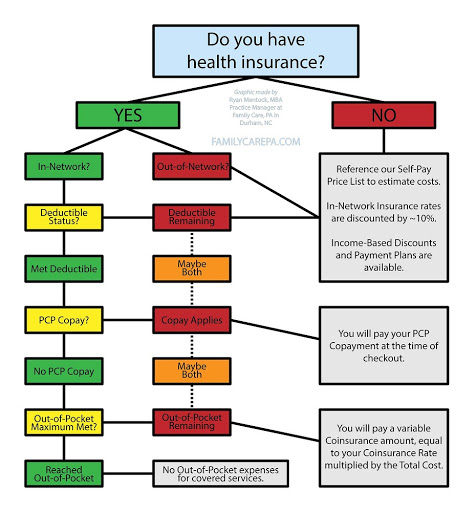 Do you have
health insurance?
Graphic made by
Ryan Mentock, MBA
Practice Manager at
Family Care, PA in
Durham, NC
FAMILYCAREPA.COM
YES
NO
In-Network?
Out-of-Network?
Reference our Self-Pay
Price List to estimate costs.
In-Network Insurance rates
are discounted by ~10%.
Income-Based Discounts
and Payment Plans are
available.
Deductible
Status?
Deductible
Remaining
Met Deductible
Maybe
Both
PCP Copay?
Copay Applies
You will pay your PCP
Copayment at the time of
checkout.
No PCP Copay
Maybe
Both
Out-of-Pocket
Maximum Met?
Out-of-Pocket
Remaining
You will pay a variable
Coinsurance amount, equal
to your Coinsurance Rate
multiplied by the Total Cost.
Reached
Out-of-Pocket
No Out-of-Pocket expenses
for covered services.